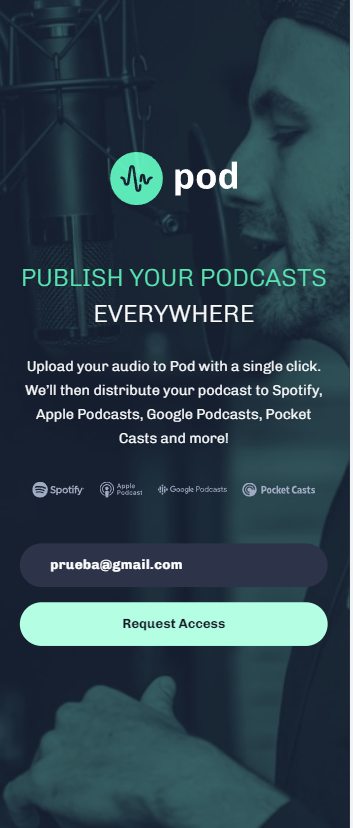 pod
PUBLISH YOUR PODCASTS
EVERYWHERE
Upload your audio to Pod with a single click.
We’ll then distribute your podcast to Spotify,
Apple Podcasts, Google Podcasts, Pocket
Casts and more!
Spotify Apple Podcast Google Podcasts Pocket Casts
prueba@gmail.com
Request Access